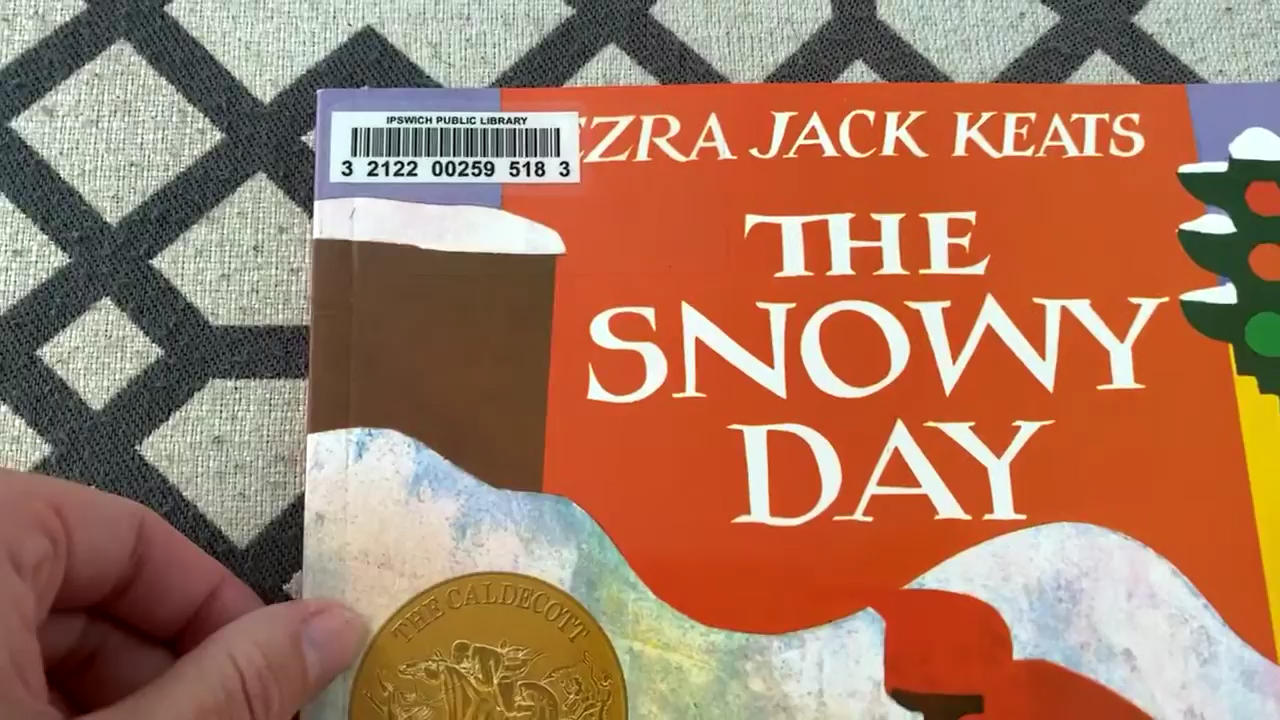 IPSWICH PUBLIC LIBRARY
3 2122 00259 518 3
EZRA JACK KEATS
THE
SNOWY
DAY
THE CALDECOTT